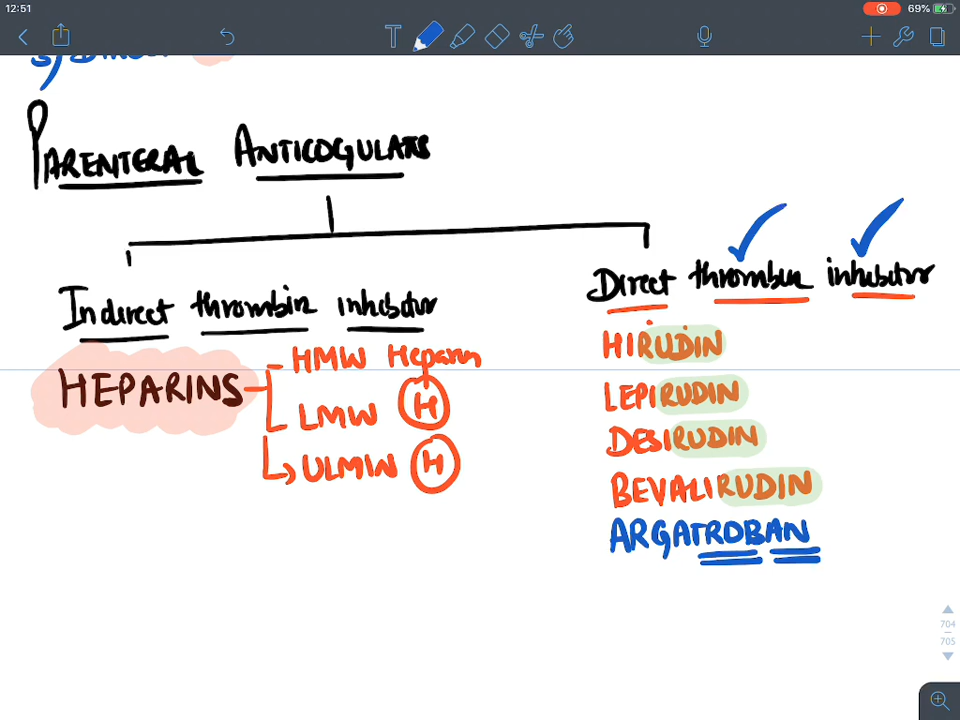 12:51
69%
PARENTERAL ANTICOGULATS
Indirect thrombin inhibitor
Direct thrombin inhibitor
HEPARINS
HMW Heparin
LMW H
ULMW H
HIRUDIN
LEPIRUDIN
DESIRUDIN
BEVALIRUDIN
ARGATROBAN
704
705